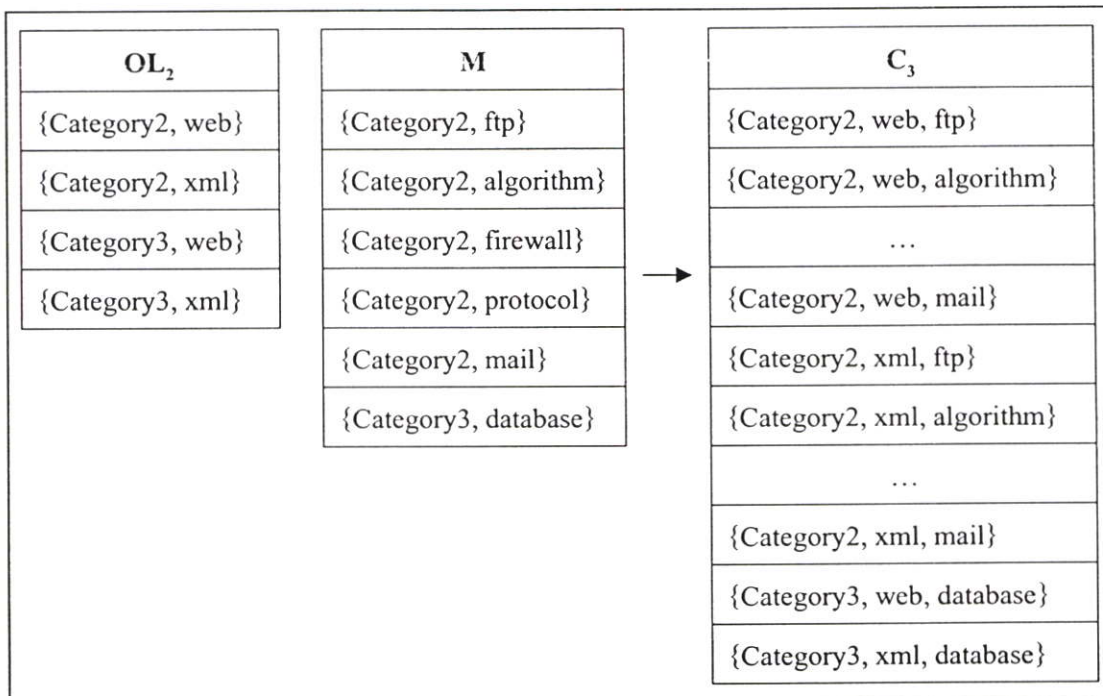 OL₂
{Category2, web}
{Category2, xml}
{Category3, web}
{Category3, xml}
M
{Category2, ftp}
{Category2, algorithm}
{Category2, firewall}
{Category2, protocol}
{Category2, mail}
{Category3, database}
C₃
{Category2, web, ftp}
{Category2, web, algorithm}
…
{Category2, web, mail}
{Category2, xml, ftp}
{Category2, xml, algorithm}
…
{Category2, xml, mail}
{Category3, web, database}
{Category3, xml, database}